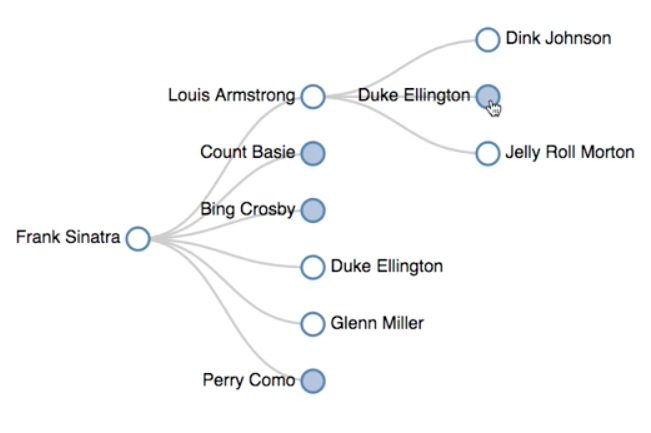 Dink Johnson
Louis Armstrong
Duke Ellington
Count Basie
Jelly Roll Morton
Bing Crosby
Frank Sinatra
Duke Ellington
Glenn Miller
Perry Como